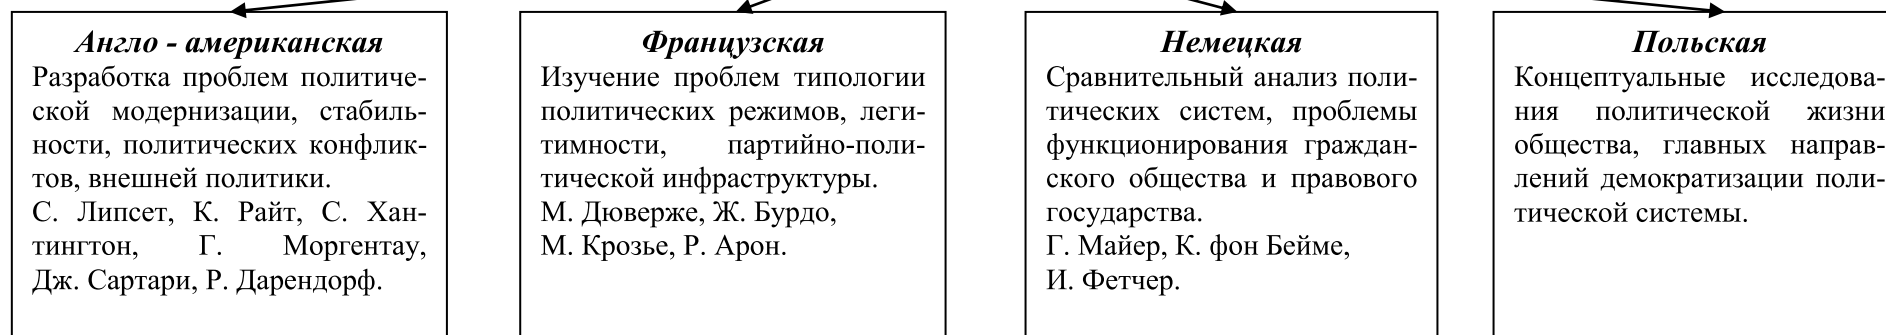 Англо - американская
Разработка проблем политиче-
ской модернизации, стабиль-
ности, политических конфлик-
тов, внешней политики.
С. Липсет, К. Райт, С. Хан-
тингтон, Г. Моргентау,
Дж. Сартари, Р. Дарендорф.
Французская
Изучение проблем типологии
политических режимов, леги-
тимности, партийно-поли-
тической инфраструктуры.
М. Дюверже, Ж. Бурдо,
М. Крозье, Р. Арон.
Немецкая
Сравнительный анализ поли-
тических систем, проблемы
функционирования граждан-
ского общества и правового
государства.
Г. Майер, К. фон Бейме,
И. Фетчер.
Польская
Концептуальные исследова-
ния политической жизни
общества, главных направ-
лений демократизации поли-
тической системы.